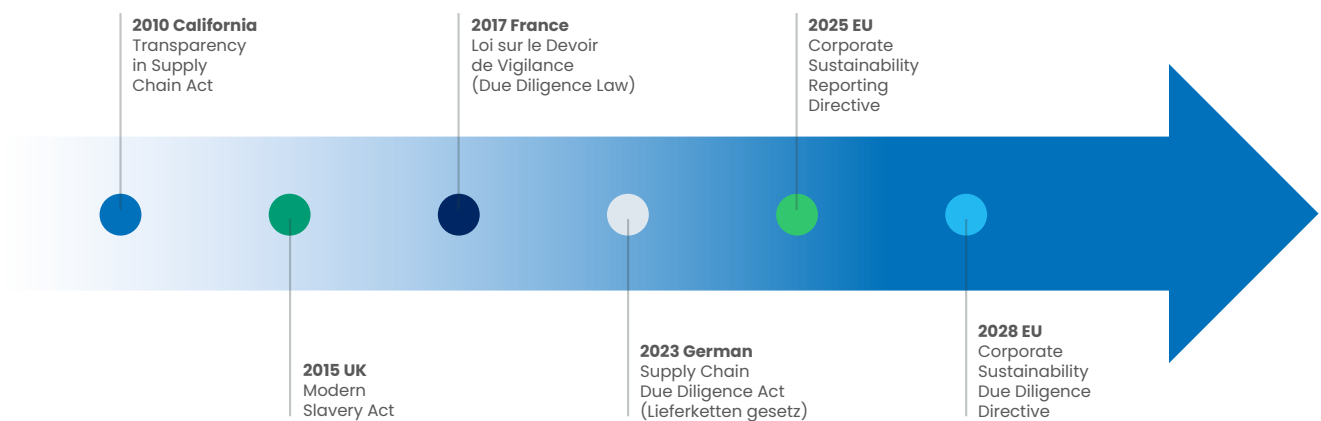 2010 California
Transparency
in Supply
Chain Act
2015 UK
Modern
Slavery Act
2017 France
Loi sur le Devoir
de Vigilance
(Due Diligence Law)
2023 German
Supply Chain
Due Diligence Act
(Lieferketten gesetz)
2025 EU
Corporate
Sustainability
Reporting
Directive
2028 EU
Corporate
Sustainability
Due Diligence
Directive